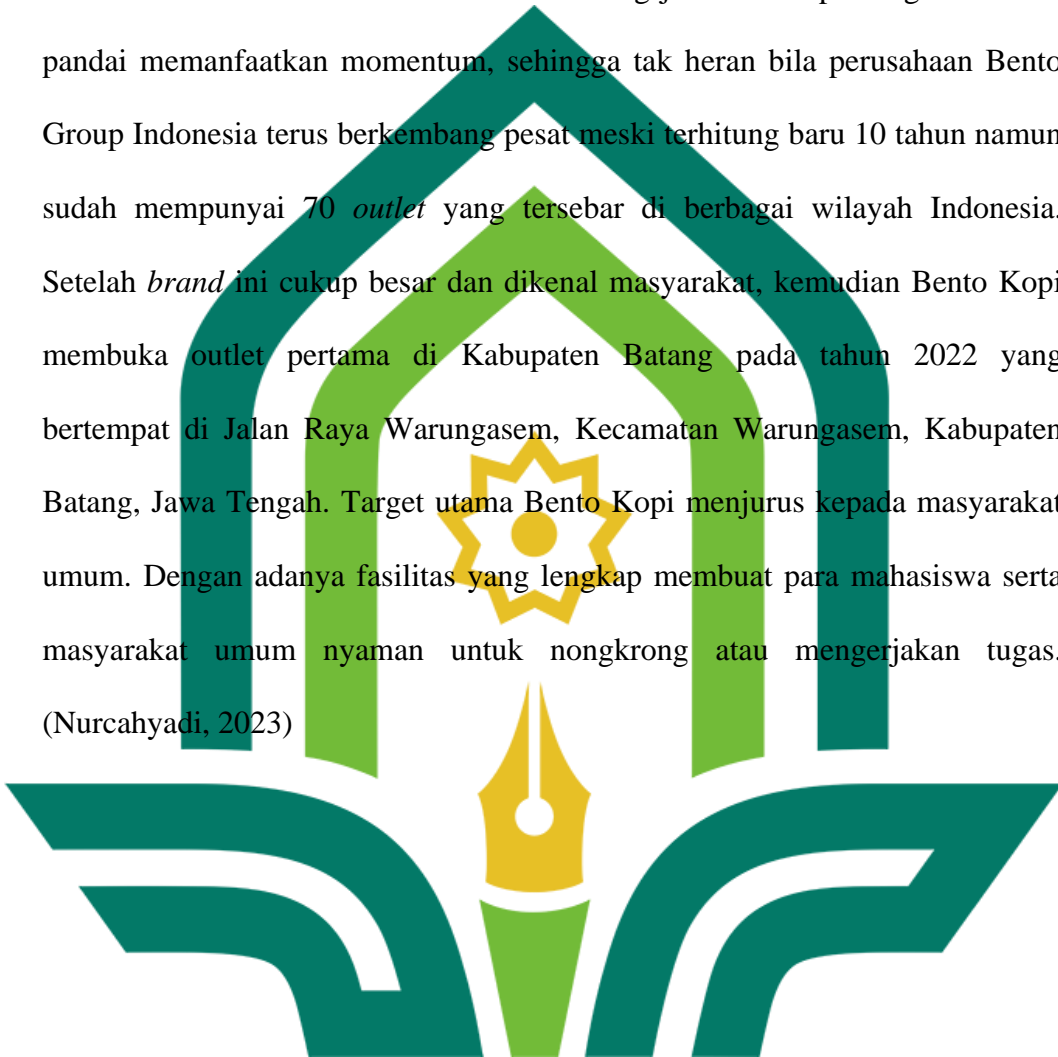 pandai memanfaatkan momentum, sehingga tak heran bila perusahaan Bento
Group Indonesia terus berkembang pesat meski terhitung baru 10 tahun namun
sudah mempunyai 70 outlet yang tersebar di berbagai wilayah Indonesia.
Setelah brand ini cukup besar dan dikenal masyarakat, kemudian Bento Kopi
membuka outlet pertama di Kabupaten Batang pada tahun 2022 yang
bertempat di Jalan Raya Warungasem, Kecamatan Warungasem, Kabupaten
Batang, Jawa Tengah. Target utama Bento Kopi menjurus kepada masyarakat
umum. Dengan adanya fasilitas yang lengkap membuat para mahasiswa serta
masyarakat umum nyaman untuk nongkrong atau mengerjakan tugas.
(Nurcahyadi, 2023)